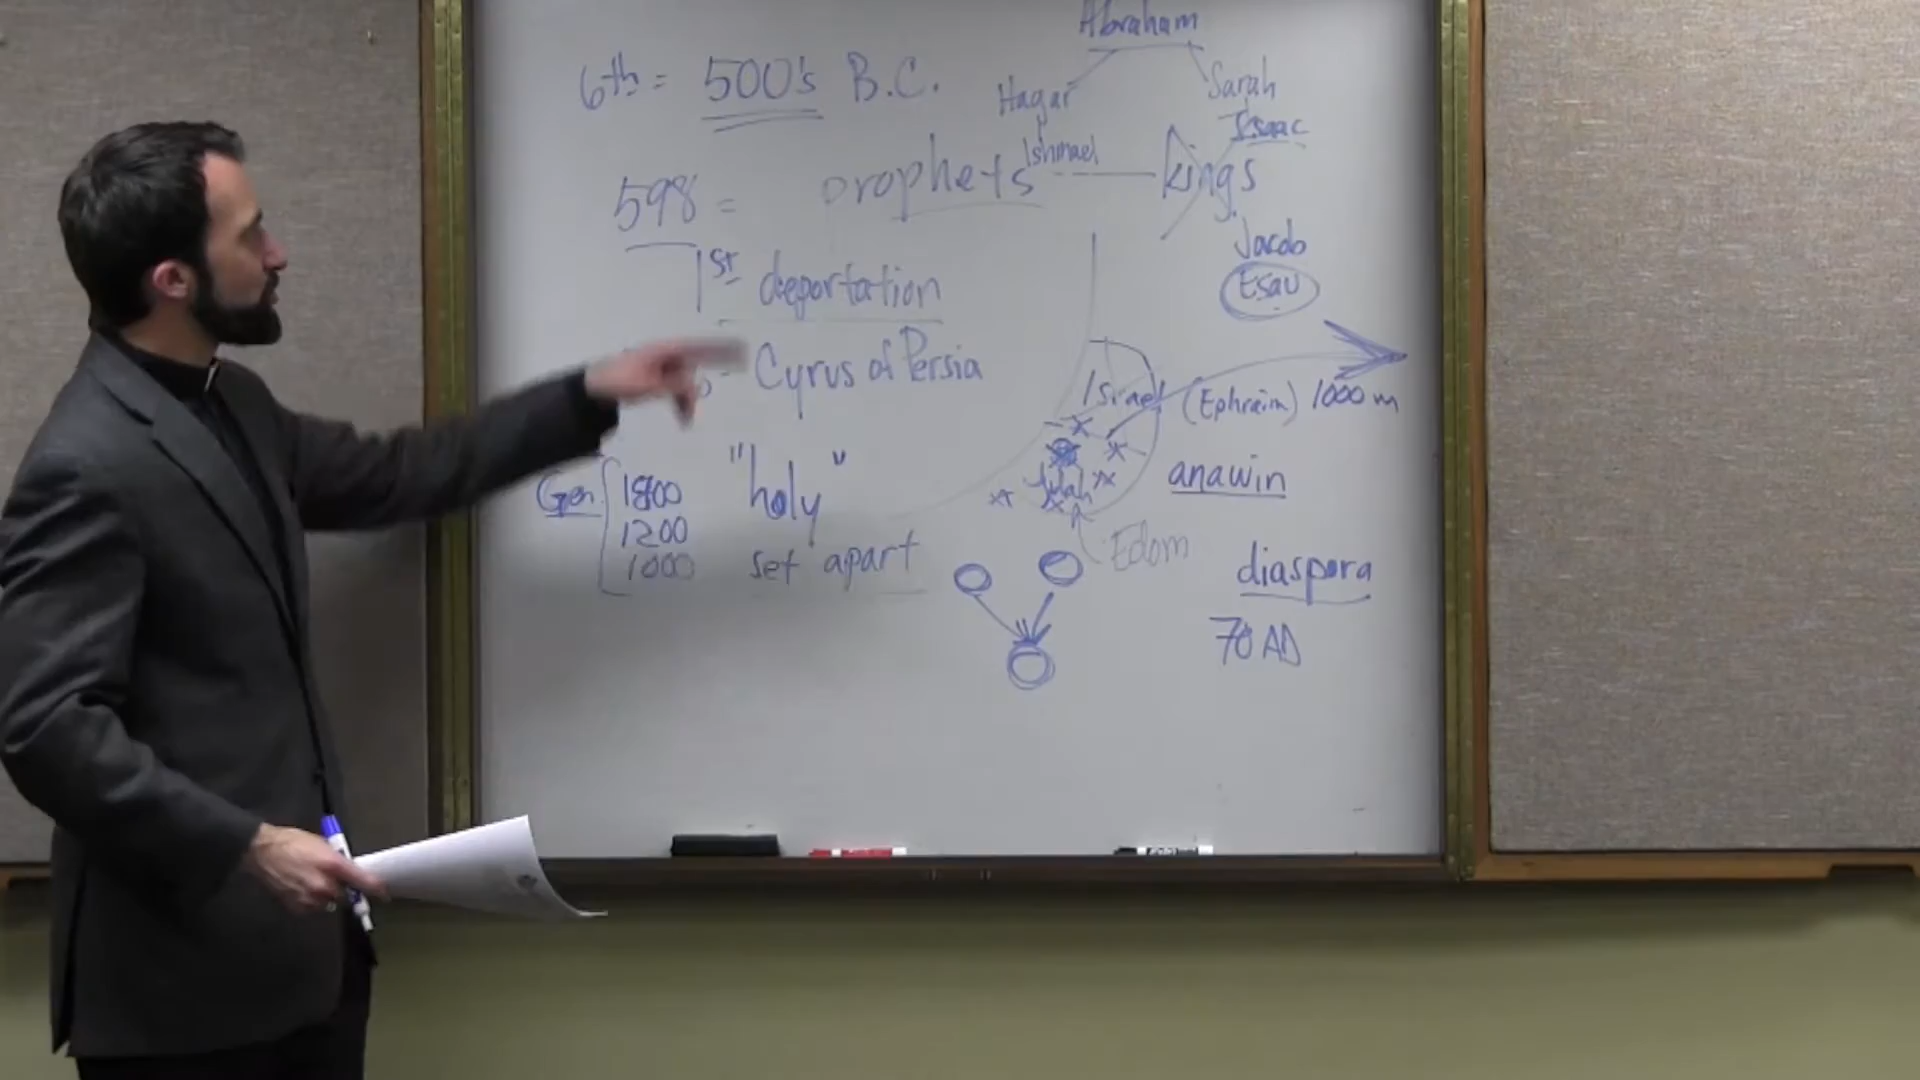 Abraham
6th = 500's B.C.
Hagar Sarah
Isaac
Ishmael
598 = prophets kings
Jacob
1st deportation
Esau
Cyrus of Persia
Israel (Ephraim) 1000 m
"holy" anawin
Gen. 1800
1200
1000 set apart
Judah
Edom
diaspora
70 AD